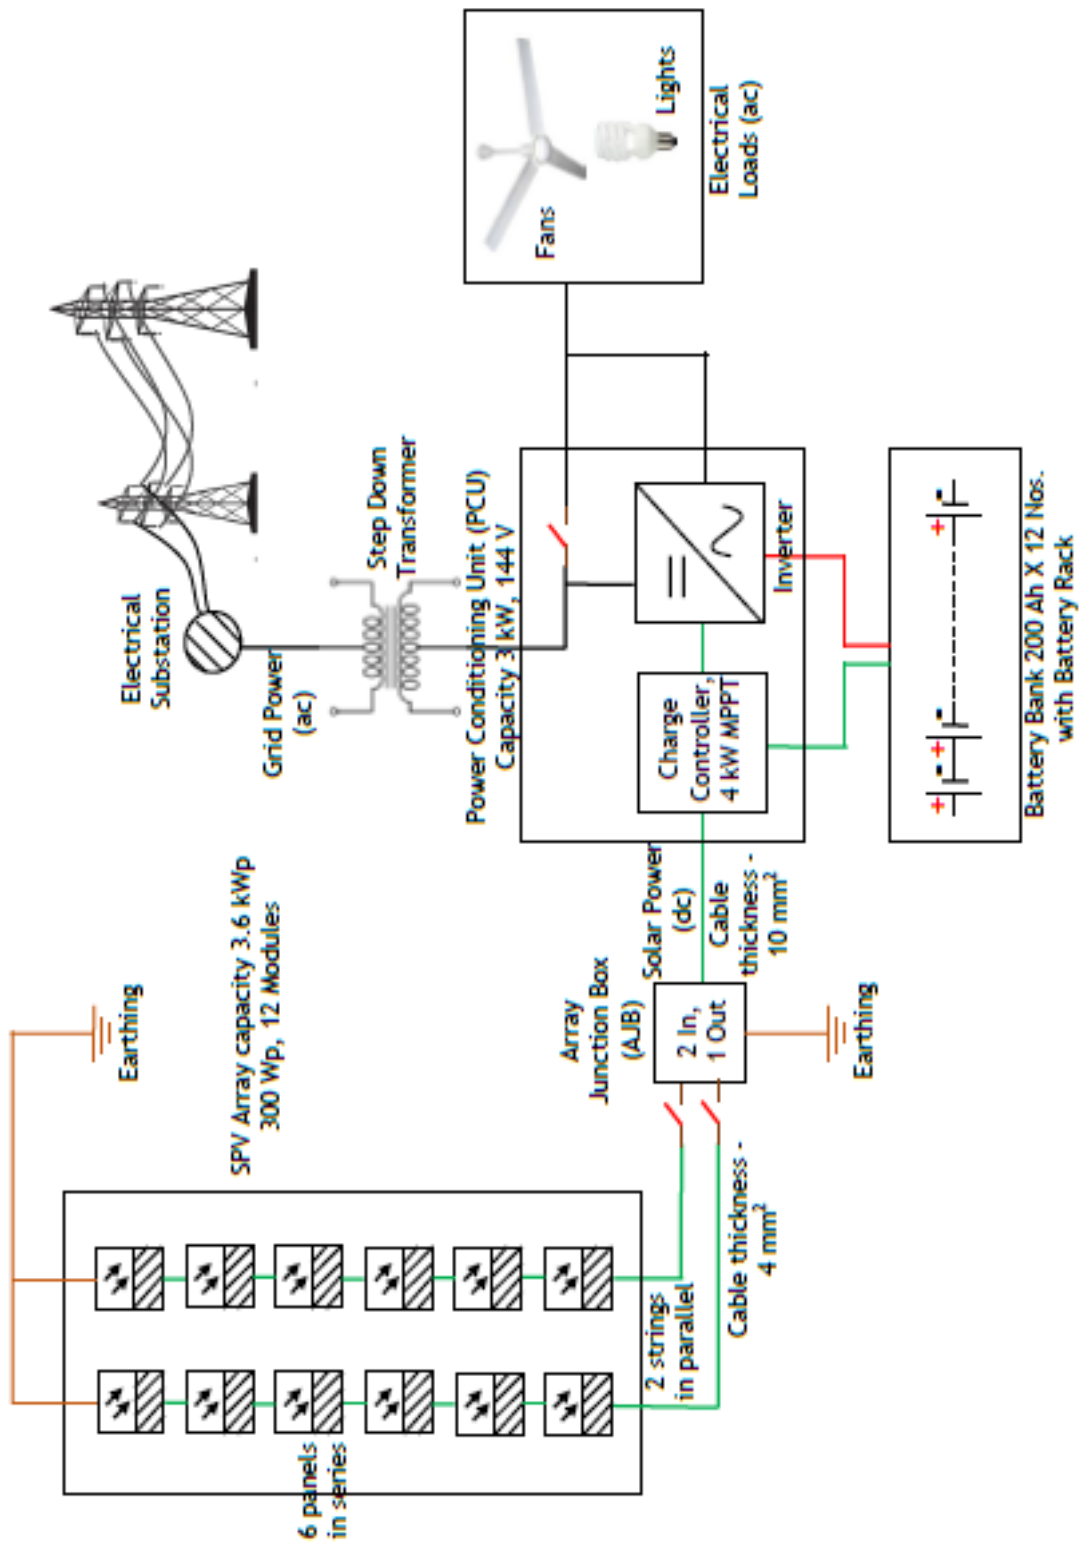 6 panels
in series
2 strings
in parallel
Cable thickness -
4 mm²
SPV Array capacity 3.6 kWp
300 Wp, 12 Modules
Earthing
Array
Junction Box
(AJB)
2 In,
1 Out
Earthing
Solar Power
(dc)
Cable
thickness -
10 mm²
Electrical
Substation
Grid Power
(ac)
Step Down
Transformer
Power Conditioning Unit (PCU)
Capacity 3 kW, 144 V
Charge
Controller,
4 kW MPPT
Inverter
Battery Bank 200 Ah X 12 Nos.
with Battery Rack
Fans
Lights
Electrical
Loads (ac)